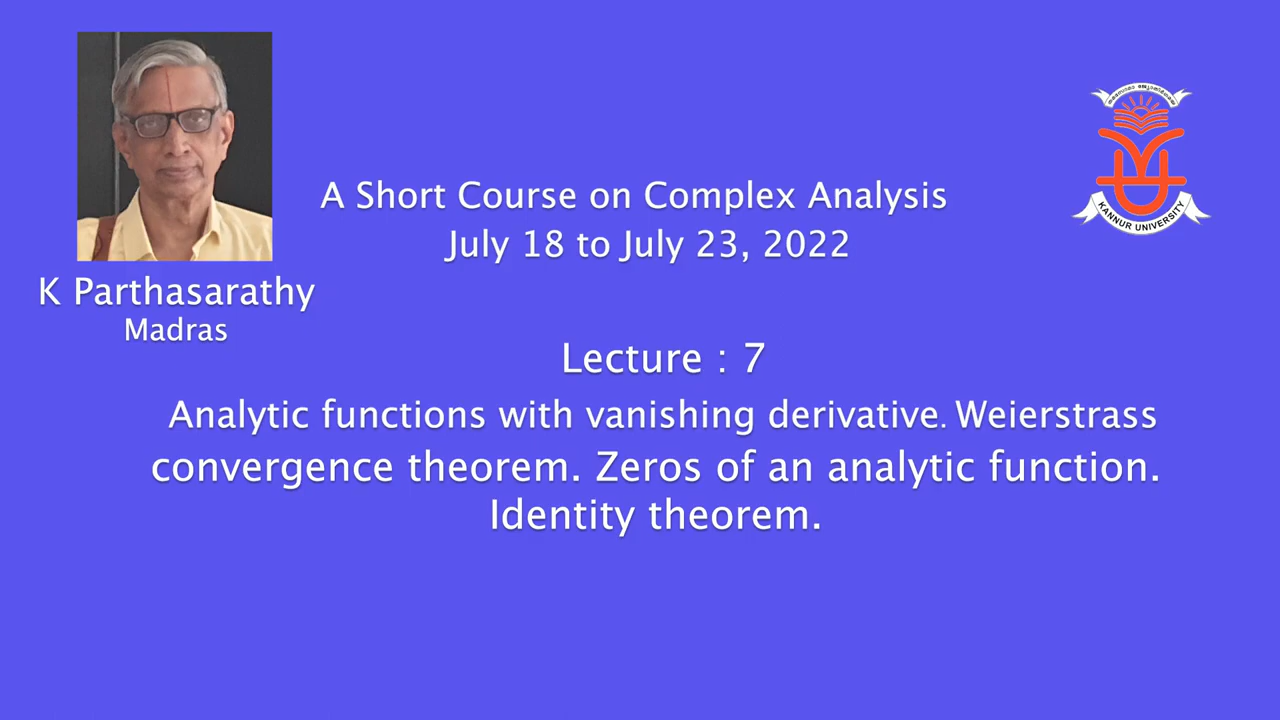 A Short Course on Complex Analysis
July 18 to July 23, 2022
KANNUR UNIVERSITY
K Parthasarathy
Madras
Lecture : 7
Analytic functions with vanishing derivative. Weierstrass
convergence theorem. Zeros of an analytic function.
Identity theorem.